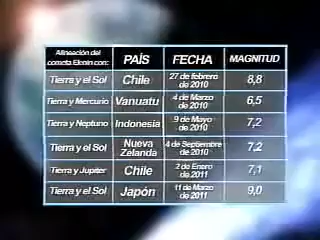 Alineación del cometa Elenin con: PAÍS FECHA MAGNITUD
Tierra y el Sol Chile 27 de febrero de 2010 8,8
Tierra y Mercurio Vanuatu 4 de Marzo de 2010 6,5
Tierra y Neptuno Indonesia 9 de Mayo de 2010 7,2
Tierra y el Sol Nueva Zelanda 4 de Septiembre de 2010 7,2
Tierra y Jupiter Chile 2 de Enero de 2011 7,1
Tierra y el Sol Japón 11 de Marzo de 2011 9,0